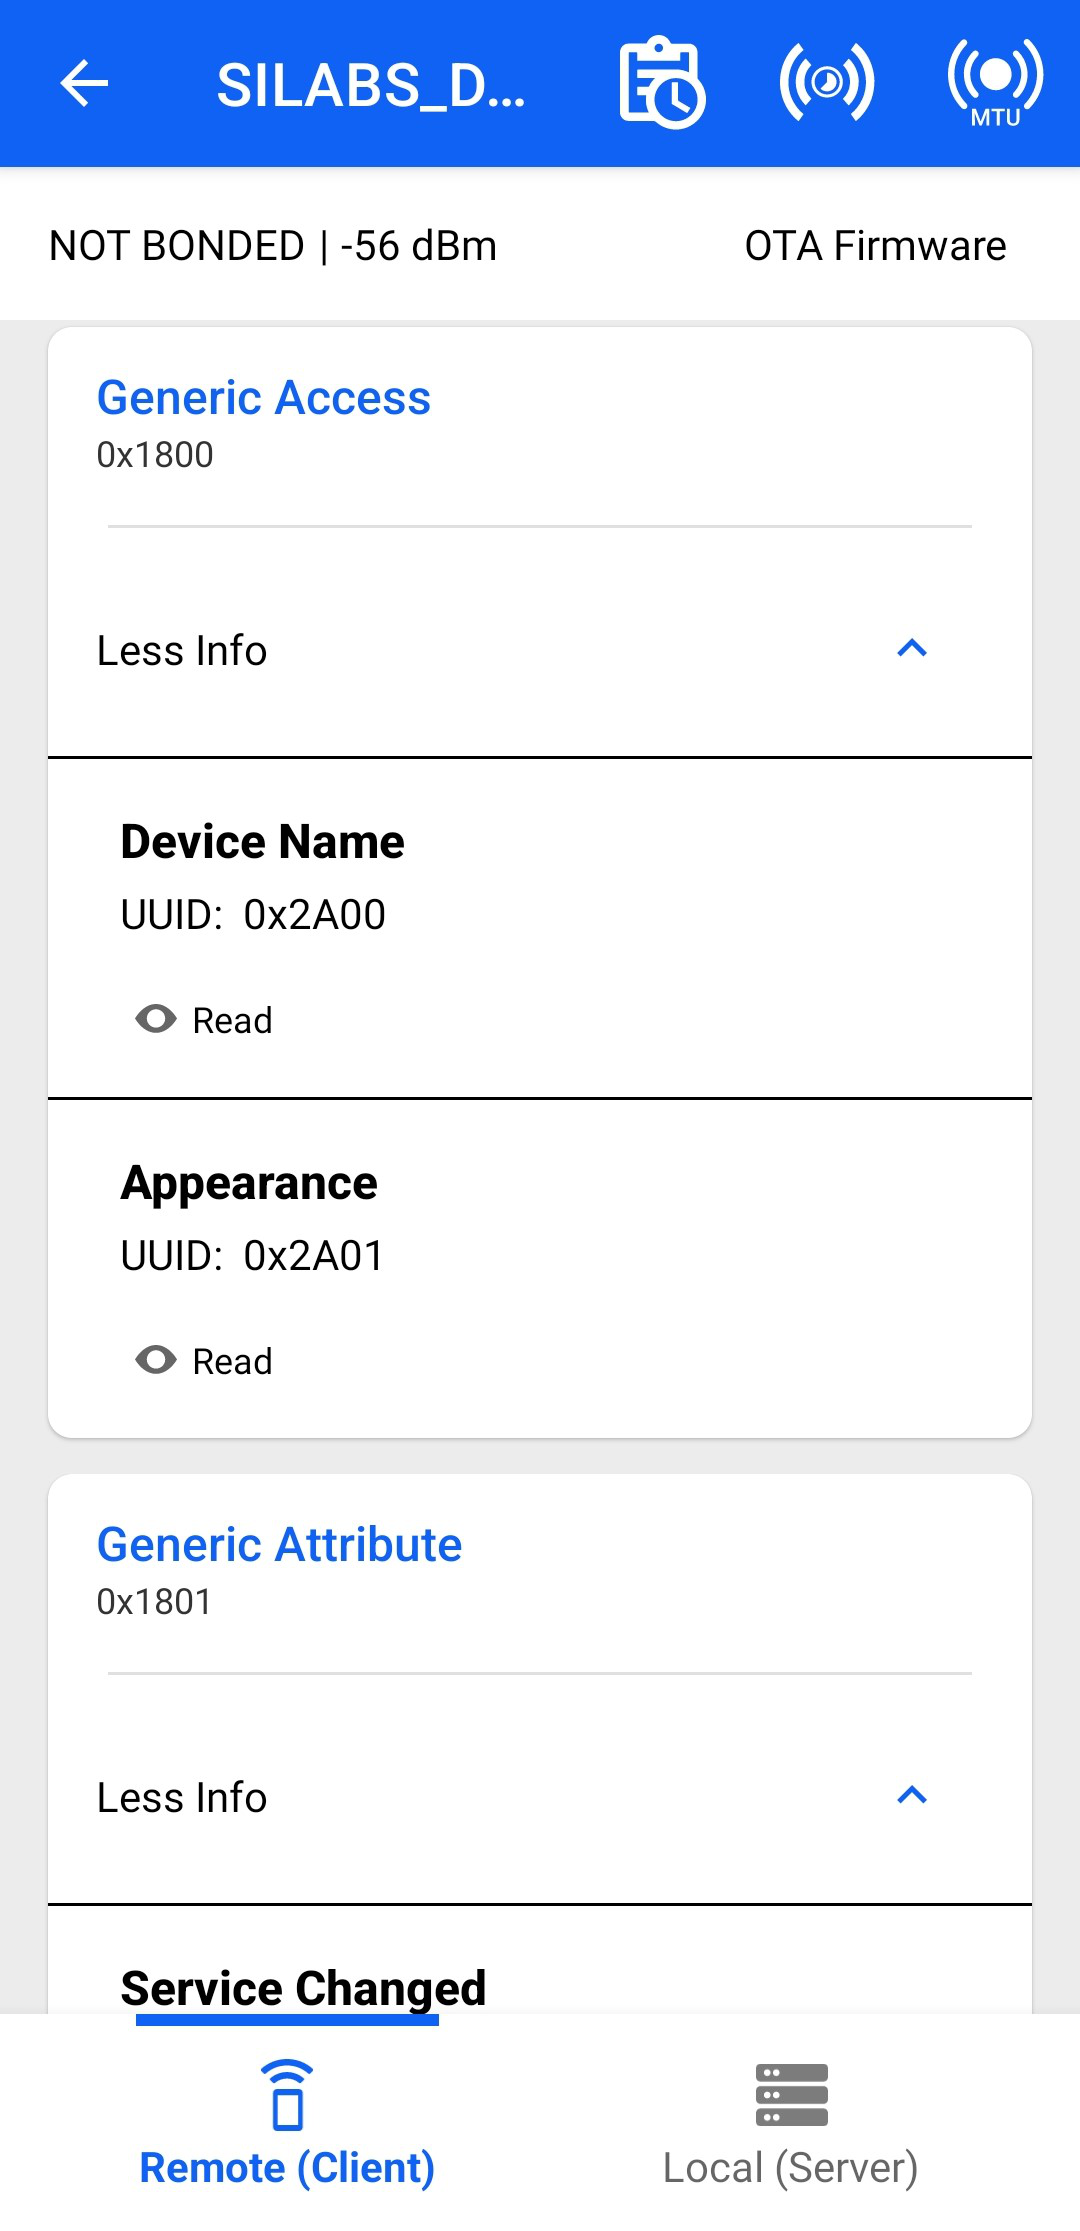 SILABS_D...
MTU
NOT BONDED | -56 dBm
OTA Firmware
Generic Access
0x1800
Less Info
Device Name
UUID: 0x2A00
Read
Appearance
UUID: 0x2A01
Read
Generic Attribute
0x1801
Less Info
Service Changed
Remote (Client)
Local (Server)